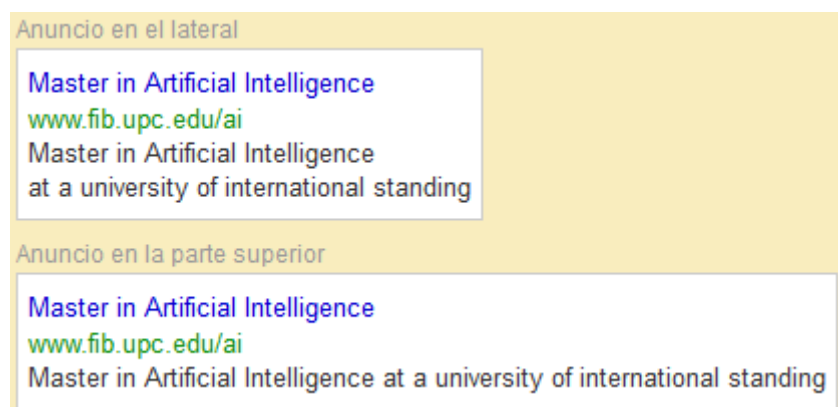 Anuncio en el lateral
Master in Artificial Intelligence
www.fib.upc.edu/ai
Master in Artificial Intelligence
at a university of international standing
Anuncio en la parte superior
Master in Artificial Intelligence
www.fib.upc.edu/ai
Master in Artificial Intelligence at a university of international standing